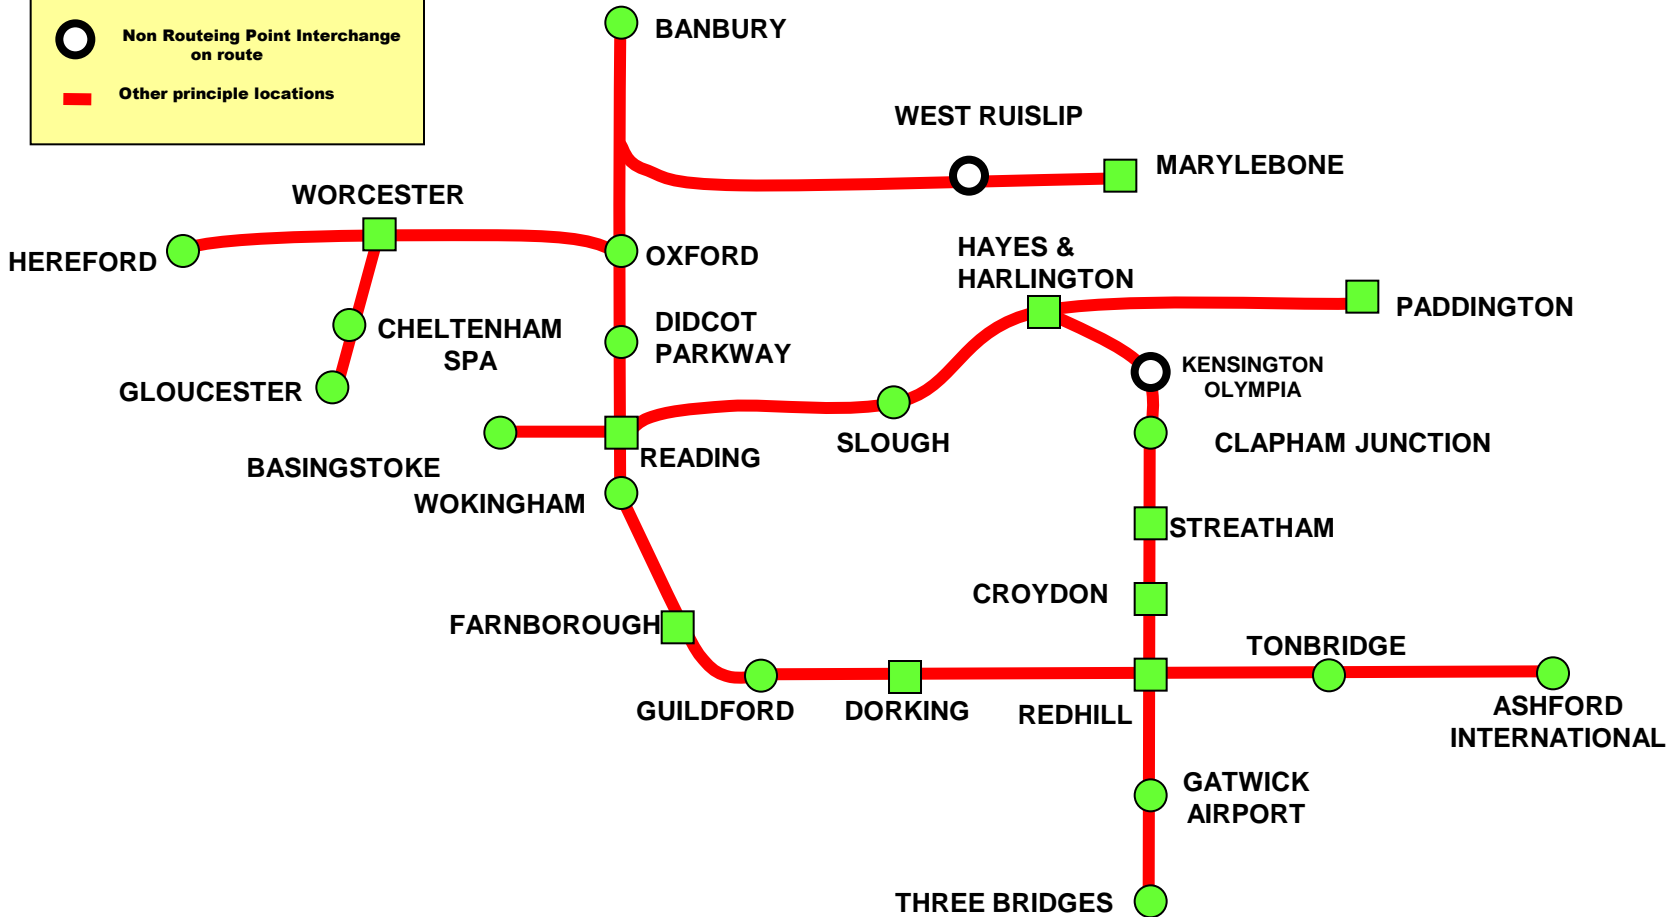 Non Routeing Point Interchange
on route
Other principle locations
BANBURY
WEST RUISLIP
MARYLEBONE
WORCESTER
HEREFORD
OXFORD
HAYES &
HARLINGTON
PADDINGTON
CHELTENHAM
SPA
DIDCOT
PARKWAY
KENSINGTON
OLYMPIA
GLOUCESTER
SLOUGH
CLAPHAM JUNCTION
BASINGSTOKE
READING
WOKINGHAM
STREATHAM
CROYDON
FARNBOROUGH
TONBRIDGE
GUILDFORD
DORKING
REDHILL
ASHFORD
INTERNATIONAL
GATWICK
AIRPORT
THREE BRIDGES